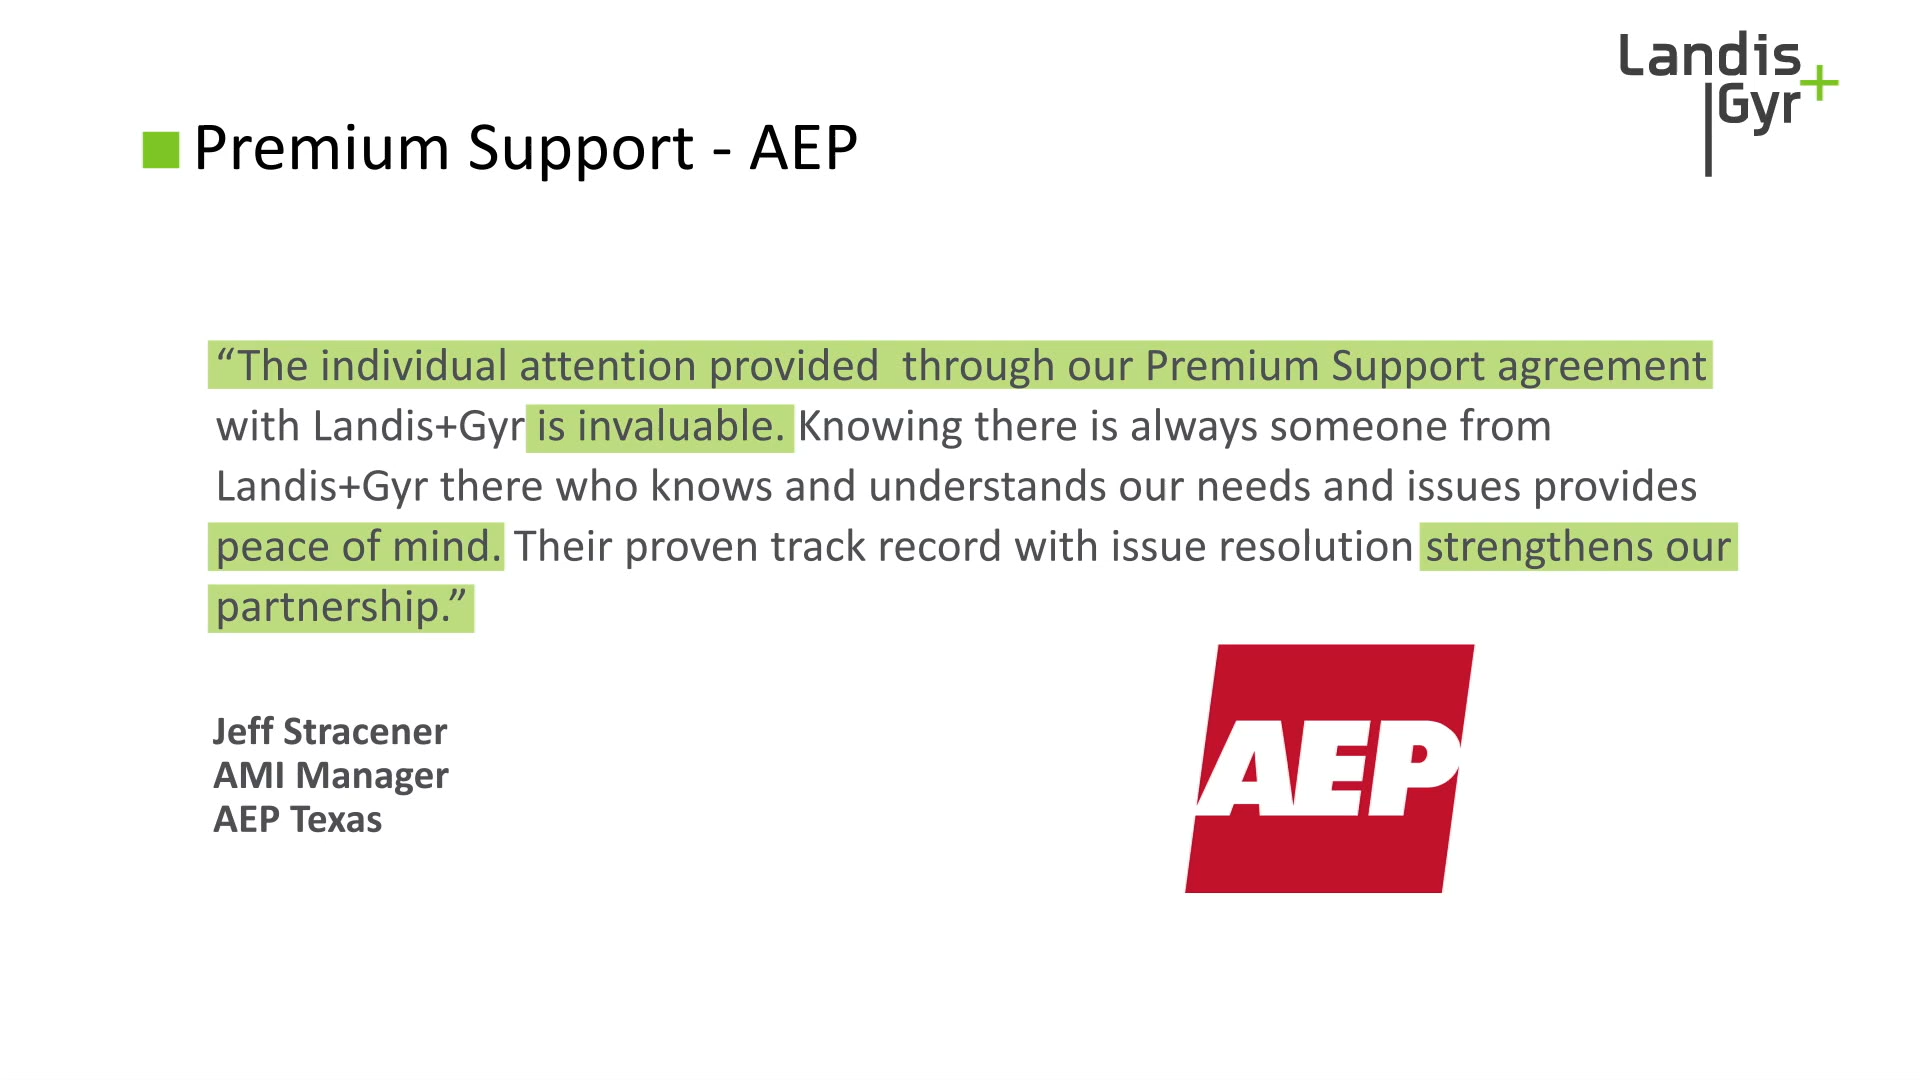 Landis
Gyr+
Premium Support - AEP
“The individual attention provided  through our Premium Support agreement
with Landis+Gyr is invaluable. Knowing there is always someone from
Landis+Gyr there who knows and understands our needs and issues provides
peace of mind. Their proven track record with issue resolution strengthens our
partnership.”
Jeff Stracener
AMI Manager
AEP Texas
AEP